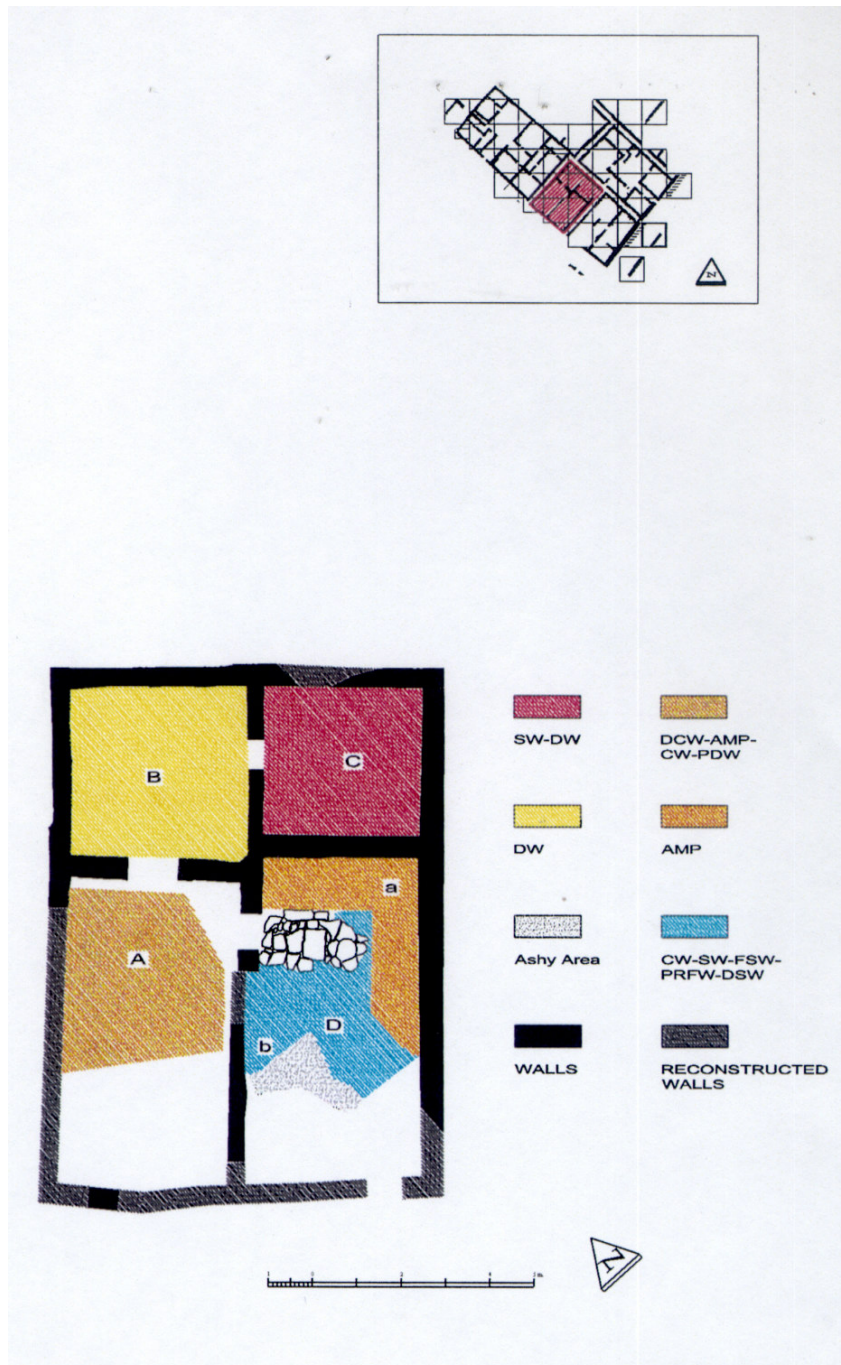 N
B
C
a
A
D
b
SW-DW
DCW-AMP-
CW-PDW
DW
AMP
Ashy Area
CW-SW-FSW-
PRFW-DSW
WALLS
RECONSTRUCTED
WALLS
N